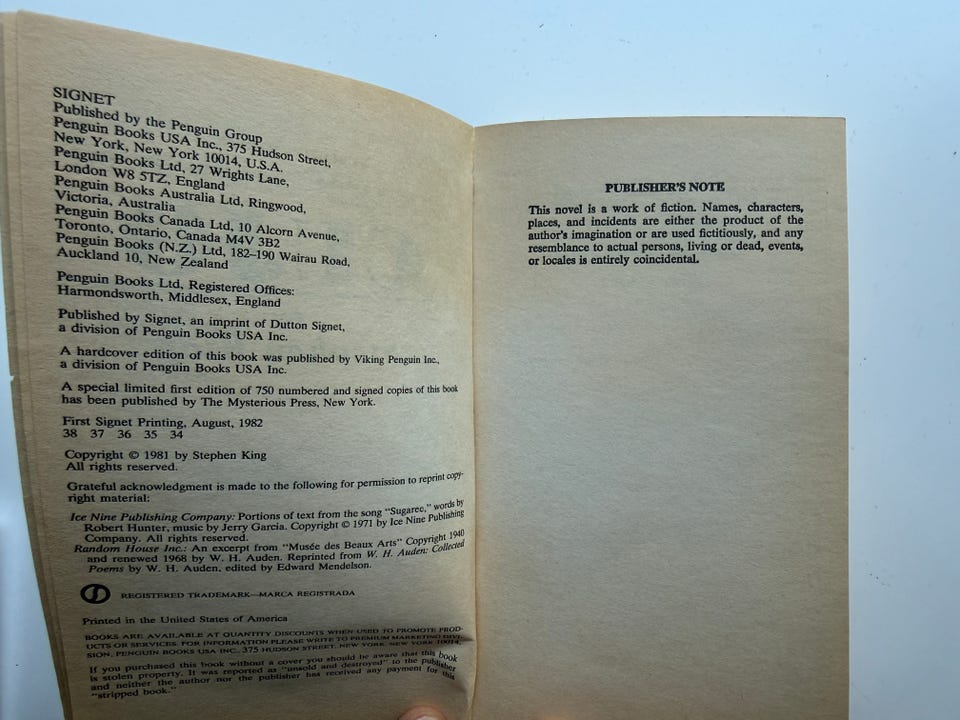 SIGNET
Published by the Penguin Group
Penguin Books USA Inc., 375 Hudson Street,
New York, New York 10014, U.S.A.
Penguin Books Ltd, 27 Wrights Lane,
London W8 5TZ, England
Penguin Books Australia Ltd, Ringwood,
Victoria, Australia
Penguin Books Canada Ltd, 10 Alcorn Avenue,
Toronto, Ontario, Canada M4V 3B2
Penguin Books (N.Z.) Ltd, 182–190 Wairau Road,
Auckland 10, New Zealand
Penguin Books Ltd, Registered Offices:
Harmondsworth, Middlesex, England
Published by Signet, an imprint of Dutton Signet,
a division of Penguin Books USA Inc.
A hardcover edition of this book was published by Viking Penguin Inc.,
a division of Penguin Books USA Inc.
A special limited first edition of 750 numbered and signed copies of this book
has been published by The Mysterious Press, New York.
First Signet Printing, August, 1982
38 37 36 35 34
Copyright © 1981 by Stephen King
All rights reserved.
Grateful acknowledgment is made to the following for permission to reprint copy-
right material:
Ice Nine Publishing Company: Portions of text from the song "Sugaree," words by
Robert Hunter, music by Jerry Garcia. Copyright © 1971 by Ice Nine Publishing
Company. All rights reserved.
Random House Inc.: An excerpt from "Musée des Beaux Arts" Copyright 1940
and renewed 1968 by W. H. Auden. Reprinted from W. H. Auden: Collected
Poems by W. H. Auden, edited by Edward Mendelson.
REGISTERED TRADEMARK—MARCA REGISTRADA
Printed in the United States of America
BOOKS ARE AVAILABLE AT QUANTITY DISCOUNTS WHEN USED TO PROMOTE PROD-
UCTS OR SERVICES. FOR INFORMATION PLEASE WRITE TO PREMIUM MARKETING DIVI-
SION, PENGUIN BOOKS USA INC., 375 HUDSON STREET, NEW YORK, NEW YORK 10014.
If you purchased this book without a cover you should be aware that this book
is stolen property. It was reported as "unsold and destroyed" to the publisher
and neither the author nor the publisher has received any payment for this
"stripped book."
PUBLISHER'S NOTE
This novel is a work of fiction. Names, characters,
places, and incidents are either the product of the
author's imagination or are used fictitiously, and any
resemblance to actual persons, living or dead, events,
or locales is entirely coincidental.